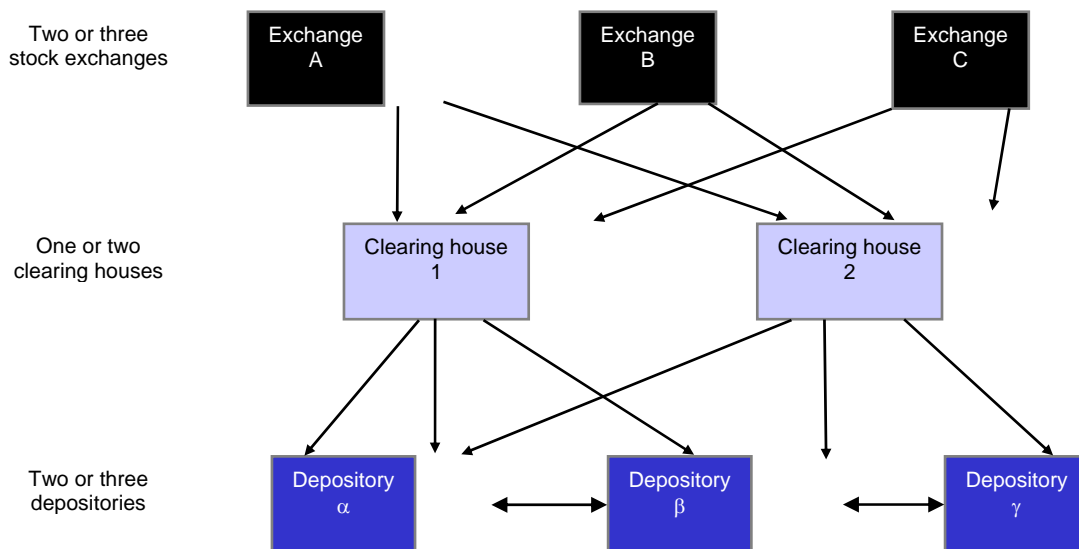 Two or three
stock exchanges
Exchange
A
Exchange
B
Exchange
C
One or two
clearing houses
Clearing house
1
Clearing house
2
Two or three
depositories
Depository
α
Depository
β
Depository
γ